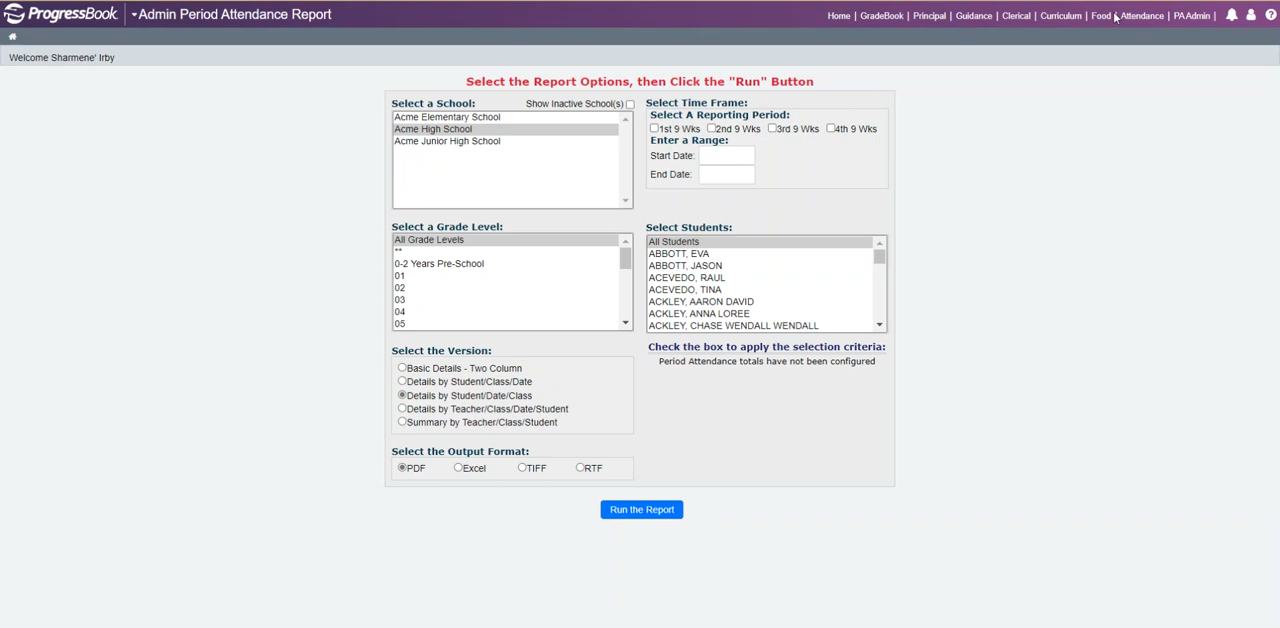 ProgressBook Admin Period Attendance Report Home | GradeBook | Principal | Guidance | Clerical | Curriculum | Food | Attendance | PAAdmin |
Welcome Sharmene' Irby
Select the Report Options, then Click the "Run" Button
Select a School: Show Inactive School(s)
Acme Elementary School
Acme High School
Acme Junior High School
Select Time Frame:
Select A Reporting Period:
1st 9 Wks 2nd 9 Wks 3rd 9 Wks 4th 9 Wks
Enter a Range:
Start Date:
End Date:
Select a Grade Level:
All Grade Levels
**
0-2 Years Pre-School
01
02
03
04
05
Select Students:
All Students
ABBOTT, EVA
ABBOTT, JASON
ACEVEDO, RAUL
ACEVEDO, TINA
ACKLEY, AARON DAVID
ACKLEY, ANNA LOREE
ACKLEY, CHASE WENDALL WENDALL
Select the Version:
Basic Details - Two Column
Details by Student/Class/Date
Details by Student/Date/Class
Details by Teacher/Class/Date/Student
Summary by Teacher/Class/Student
Check the box to apply the selection criteria:
Period Attendance totals have not been configured
Select the Output Format:
PDF Excel TIFF RTF
Run the Report